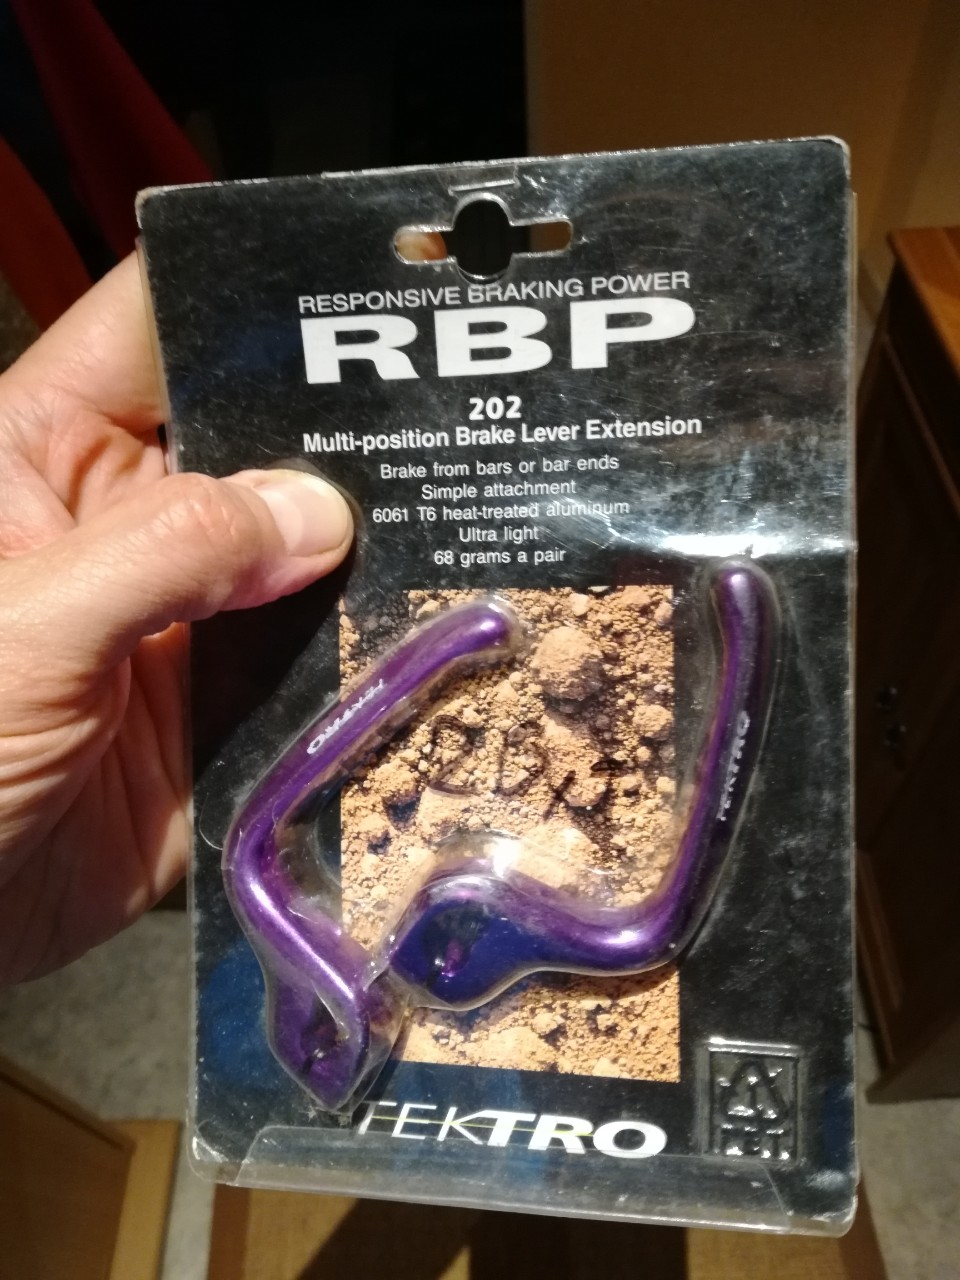 RESPONSIVE BRAKING POWER
RBP
202
Multi-position Brake Lever Extension
Brake from bars or bar ends
Simple attachment
6061 T6 heat-treated aluminum
Ultra light
68 grams a pair
TEKTRO
TEKTRO
TEKTRO